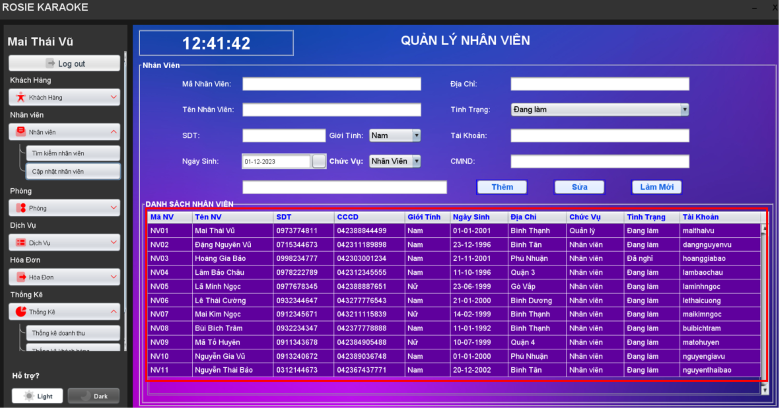 ROSIE KARAOKE
Mai Thái Vũ
Log out
Khách Hàng
Khách Hàng
Nhân viên
Nhân viên
Tìm kiếm nhân viên
Cập nhật nhân viên
Phòng
Phòng
Dịch Vụ
Dịch Vụ
Hóa Đơn
Hóa Đơn
Thống Kê
Thống Kê
Thống kê doanh thu
Hỗ trợ?
Light Dark
12:41:42 QUẢN LÝ NHÂN VIÊN
Nhân Viên
Mã Nhân Viên: Địa Chỉ:
Tên Nhân Viên: Tình Trạng: Đang làm
SDT: Giới Tính: Nam Tài Khoản:
Ngày Sinh: 01-12-2023 Chức Vụ: Nhân Viên CMND:
Thêm Sửa Làm Mới
DANH SÁCH NHÂN VIÊN
Mã NV Tên NV SDT CCCD Giới Tính Ngày Sinh Địa Chỉ Chức Vụ Tình Trạng Tài Khoản
NV01 Mai Thái Vũ 0973774811 042388844499 Nam 01-01-2001 Bình Thạnh Quản lý Đang làm maithaivu
NV02 Đặng Nguyên Vũ 0715344673 042311189898 Nam 23-12-1996 Bình Tân Nhân viên Đang làm dangnguyenvu
NV03 Hoàng Gia Bảo 0998234777 042303001234 Nam 21-11-2001 Phú Nhuận Nhân viên Đã nghỉ hoanggiabao
NV04 Lâm Bảo Châu 0978222789 042312345555 Nam 11-10-1996 Quận 3 Nhân viên Đang làm lambaochau
NV05 Lã Minh Ngọc 0977678345 042388887651 Nữ 23-06-1999 Gò Vấp Nhân viên Đang làm laminhngoc
NV06 Lê Thái Cường 0932344647 043277776543 Nam 21-01-2000 Bình Dương Nhân viên Đang làm lethaicuong
NV07 Mai Kim Ngọc 0912345671 043211115839 Nữ 14-02-1999 Bình Thạnh Nhân viên Đang làm maikimngoc
NV08 Bùi Bích Trâm 0932234347 042377778888 Nam 11-01-1992 Bình Thạnh Nhân viên Đang làm buibichtram
NV09 Mã Tổ Huyên 0911343678 042384905488 Nữ 10-07-1999 Quận 4 Nhân viên Đang làm matohuyen
NV10 Nguyễn Gia Vũ 0913240672 042389036748 Nam 01-01-2000 Phú Nhuận Nhân viên Đang làm nguyengiavu
NV11 Nguyễn Thái Bảo 0312144673 042367437771 Nam 20-12-2002 Bình Tân Nhân viên Đang làm nguyenthaibao